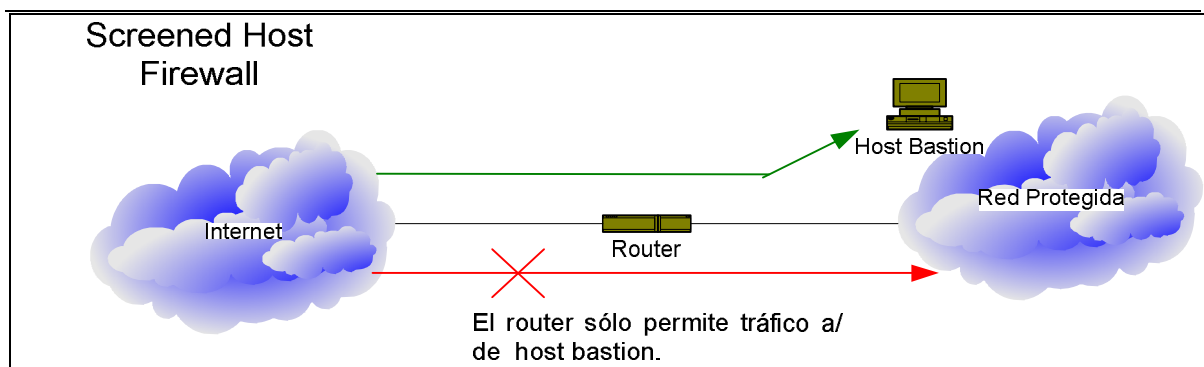 Screened Host
Firewall
Host Bastion
Red Protegida
Internet
Router
El router sólo permite tráfico a/
de host bastion.